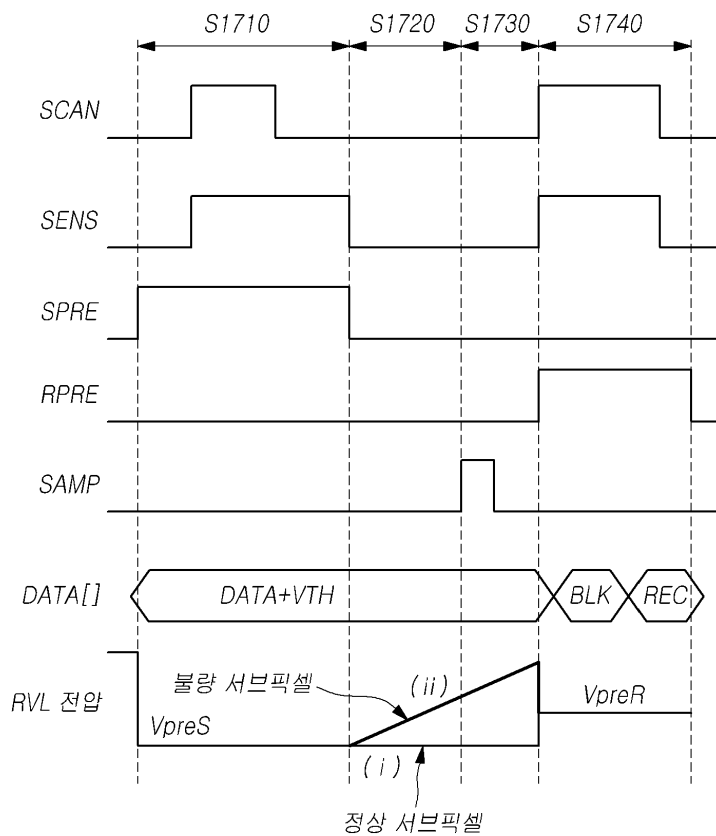 S1710 S1720 S1730 S1740
SCAN
SENS
SPRE
RPRE
SAMP
DATA[] DATA+VTH BLK REC
불량 서브픽셀 (ii)
RVL 전압 VpreS VpreR
(i)
정상 서브픽셀